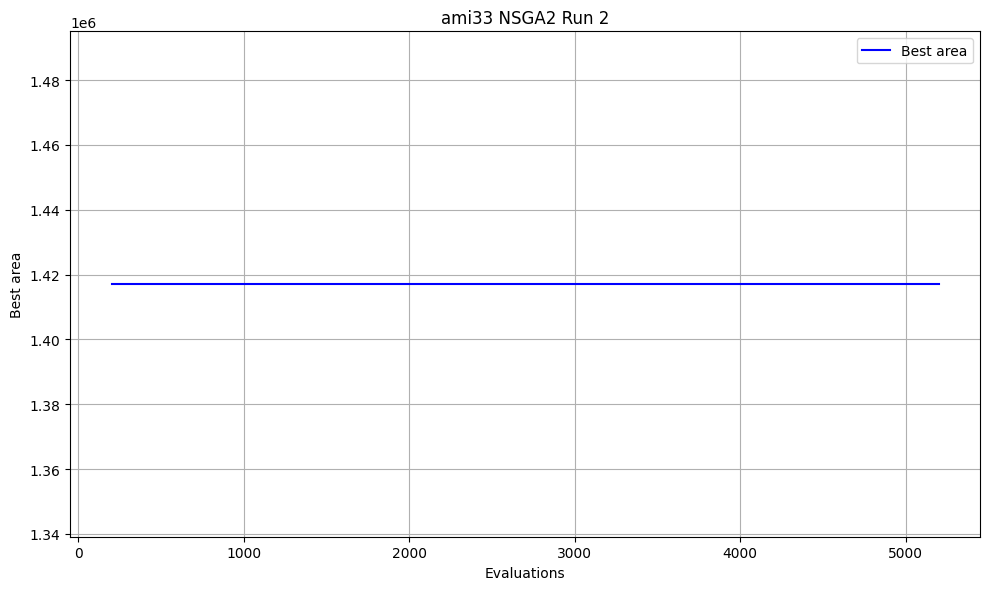 ami33 NSGA2 Run 2
1e6
Best area
1.48
1.46
1.44
1.42
1.40
1.38
1.36
1.34
Best area
0 1000 2000 3000 4000 5000
Evaluations